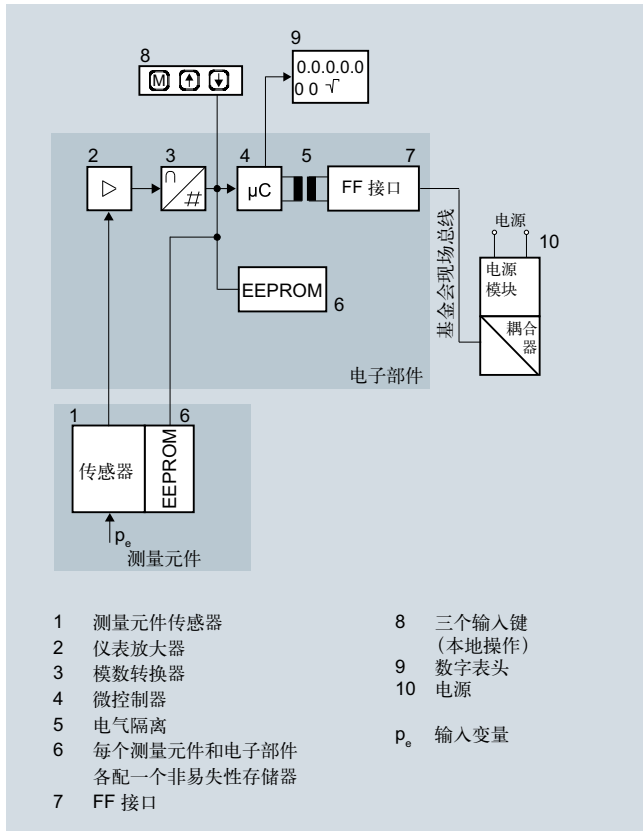 8
M
9
0.0.0.0.0
0 0 √
2
3
∩
#
4
μC
5
7
FF 接口
基金会现场总线
电源
10
电源
模块
耦合
器
EEPROM
6
电子部件
1
传感器
6
EEPROM
pe
测量元件
1 测量元件传感器
2 仪表放大器
3 模数转换器
4 微控制器
5 电气隔离
6 每个测量元件和电子部件
各配一个非易失性存储器
7 FF 接口
8 三个输入键
(本地操作)
9 数字表头
10 电源
pe 输入变量